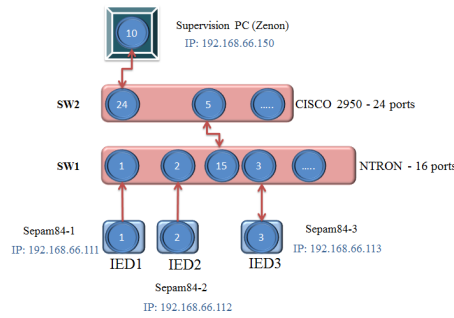 Supervision PC (Zenon)
10
IP: 192.168.66.150
SW2
24
5
.....
CISCO 2950 - 24 ports
SW1
1
2
15
3
.....
NTRON - 16 ports
Sepam84-1
IP: 192.168.66.111
1
2
3
Sepam84-3
IP: 192.168.66.113
IED1
IED2
IED3
Sepam84-2
IP: 192.168.66.112